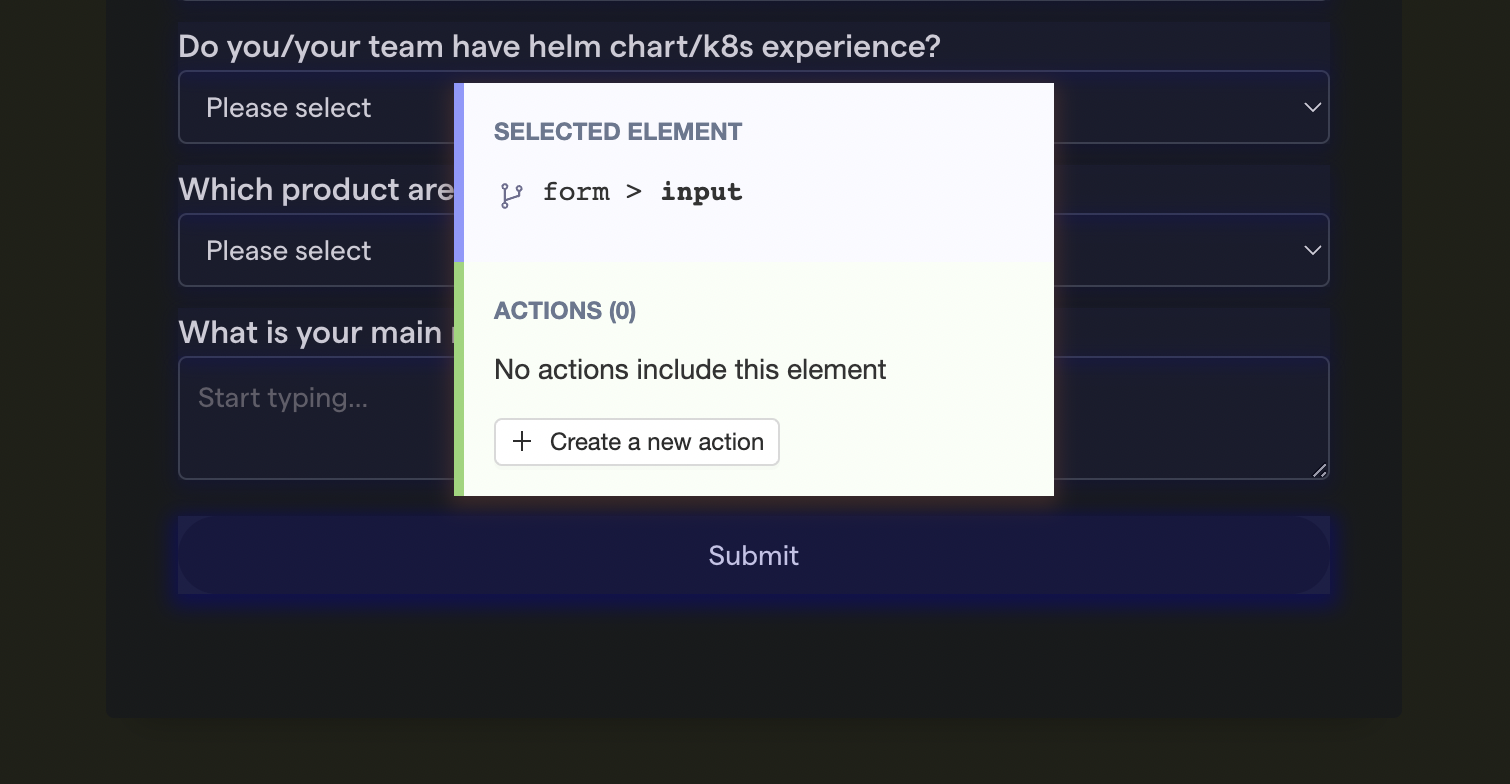 Do you/your team have helm chart/k8s experience?
Please select
Which product are
Please select
What is your main
Start typing...
SELECTED ELEMENT
form > input
ACTIONS (0)
No actions include this element
+ Create a new action
Submit